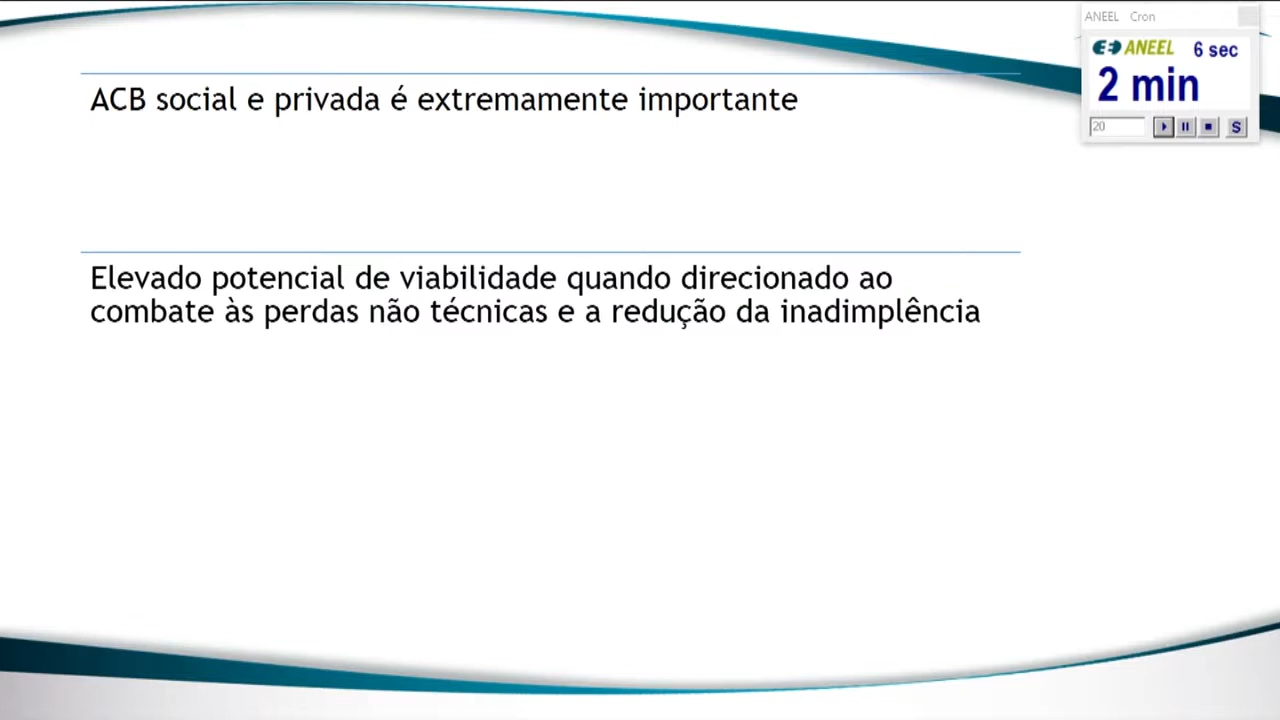 ANEEL Cron
ANEEL 6 sec
2 min
20
S
ACB social e privada é extremamente importante
Elevado potencial de viabilidade quando direcionado ao
combate às perdas não técnicas e a redução da inadimplência